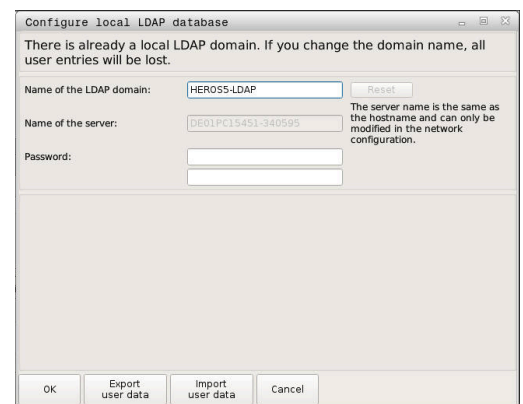 Configure local LDAP database
There is already a local LDAP domain. If you change the domain name, all
user entries will be lost.
Name of the LDAP domain:
HEROS5-LDAP
Reset
Name of the server:
DE01PC15451-340595
The server name is the same as
the hostname and can only be
modified in the network
configuration.
Password:
OK
Export
user data
Import
user data
Cancel